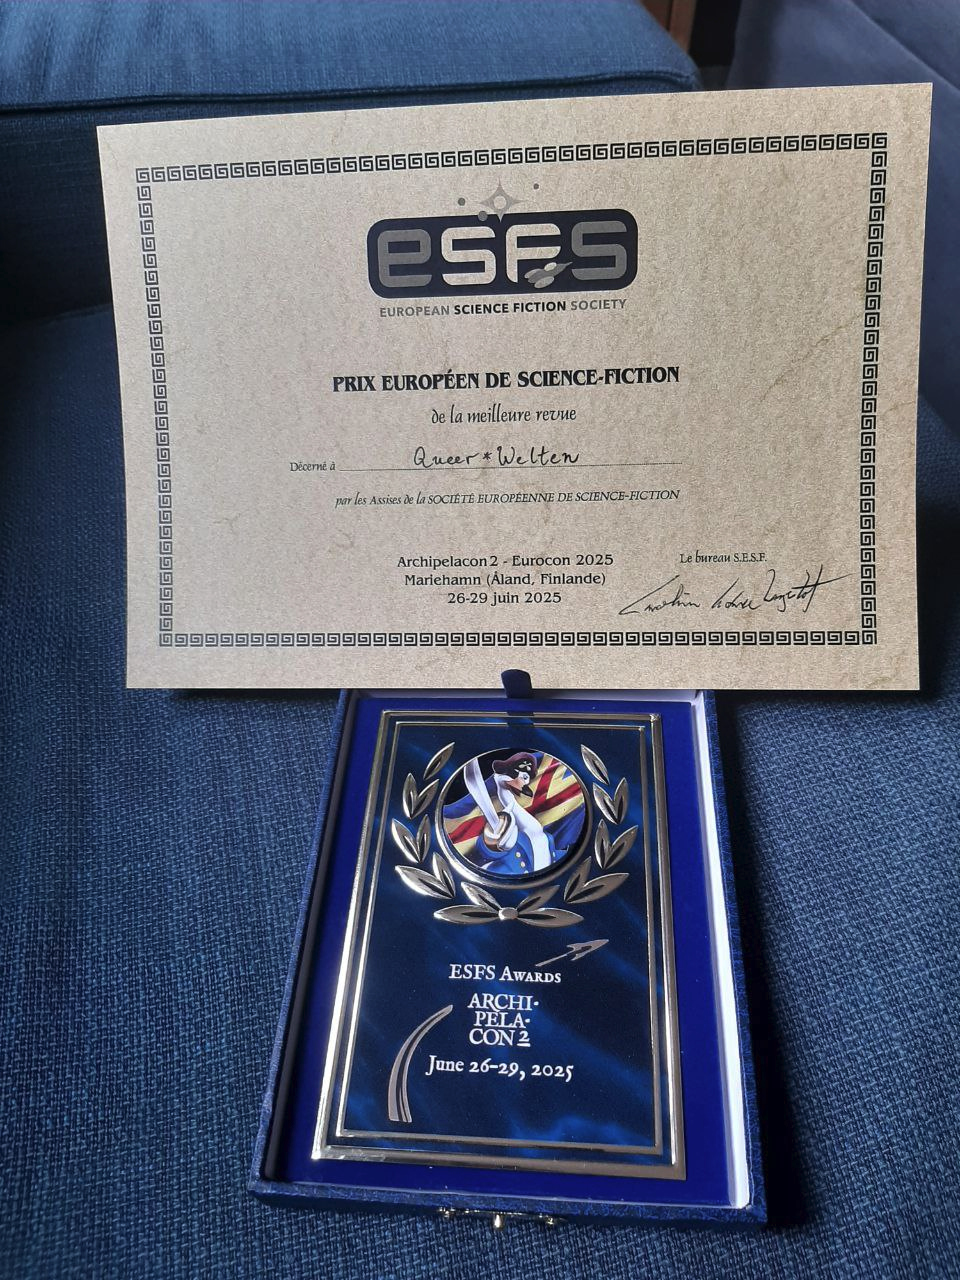 eSFS
EUROPEAN SCIENCE FICTION SOCIETY
PRIX EUROPÉEN DE SCIENCE-FICTION
de la meilleure revue
Décerné à Queer*Welten
par les Assises de la SOCIÉTÉ EUROPÉENNE DE SCIENCE-FICTION
Archipelacon 2 - Eurocon 2025
Mariehamn (Åland, Finlande)
26-29 juin 2025
Le bureau S.E.S.F.
ESFS AWARDS
ARCHI-
PELA-
CON 2
June 26-29, 2025